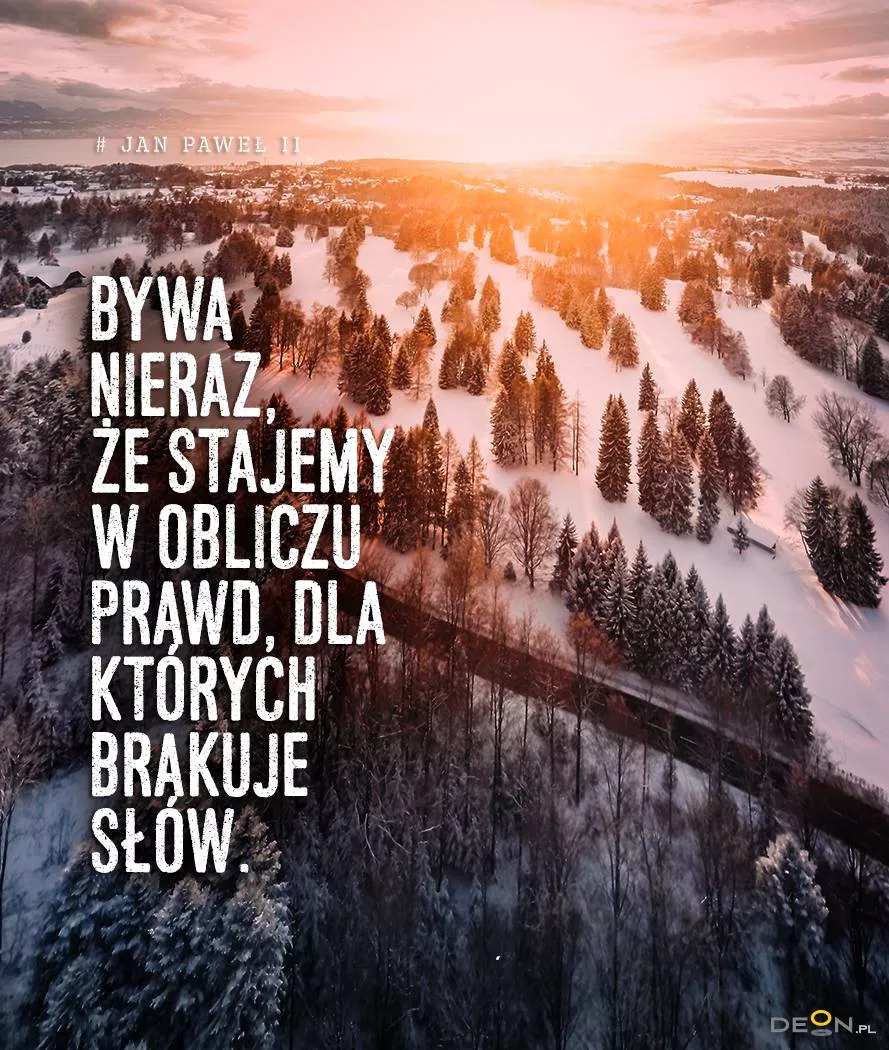 # JAN PAWEŁ II
BYWA
NIERAZ,
ŻE STAJEMY
W OBLICZU
PRAWD, DLA
KTÓRYCH
BRAKUJE
SŁÓW.
DEON.PL